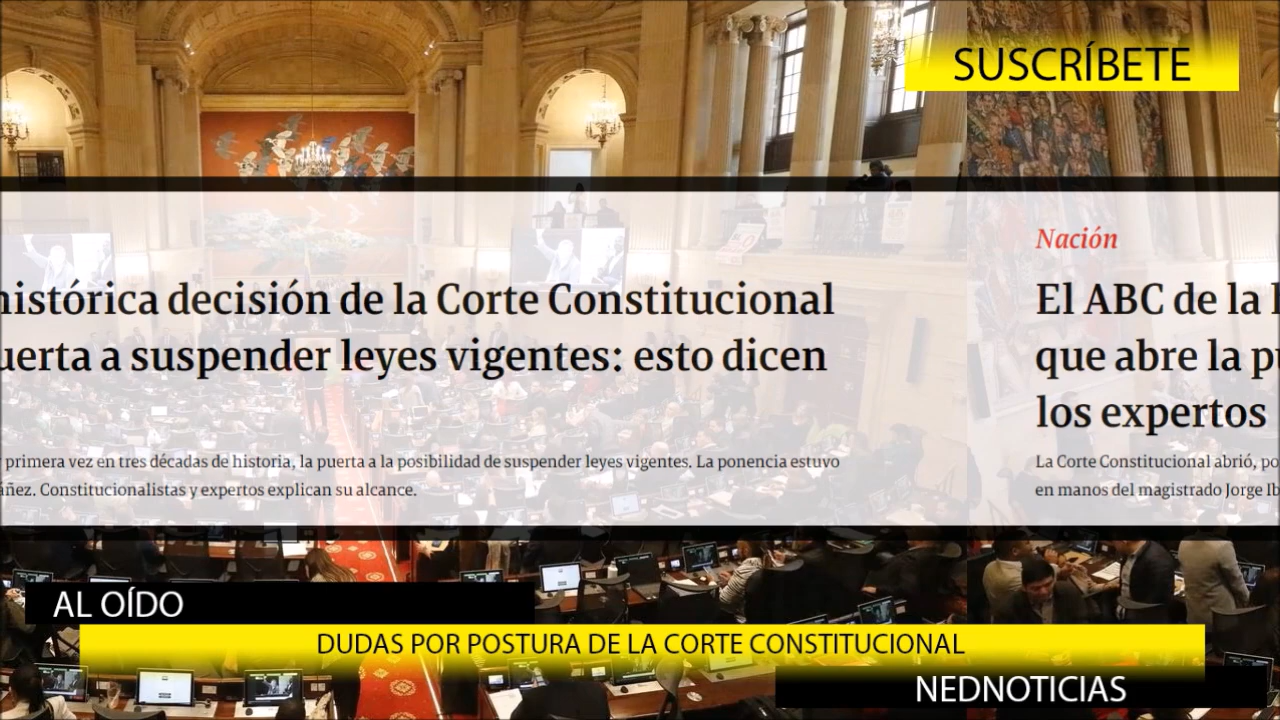 SUSCRÍBETE
histórica decisión de la Corte Constitucional
uerta a suspender leyes vigentes: esto dicen
primera vez en tres décadas de historia, la puerta a la posibilidad de suspender leyes vigentes. La ponencia estuvo
áñez. Constitucionalistas y expertos explican su alcance.
Nación
El ABC de la
que abre la pu
los expertos
La Corte Constitucional abrió, po
en manos del magistrado Jorge Ib
AL OÍDO
DUDAS POR POSTURA DE LA CORTE CONSTITUCIONAL
NEDNOTICIAS